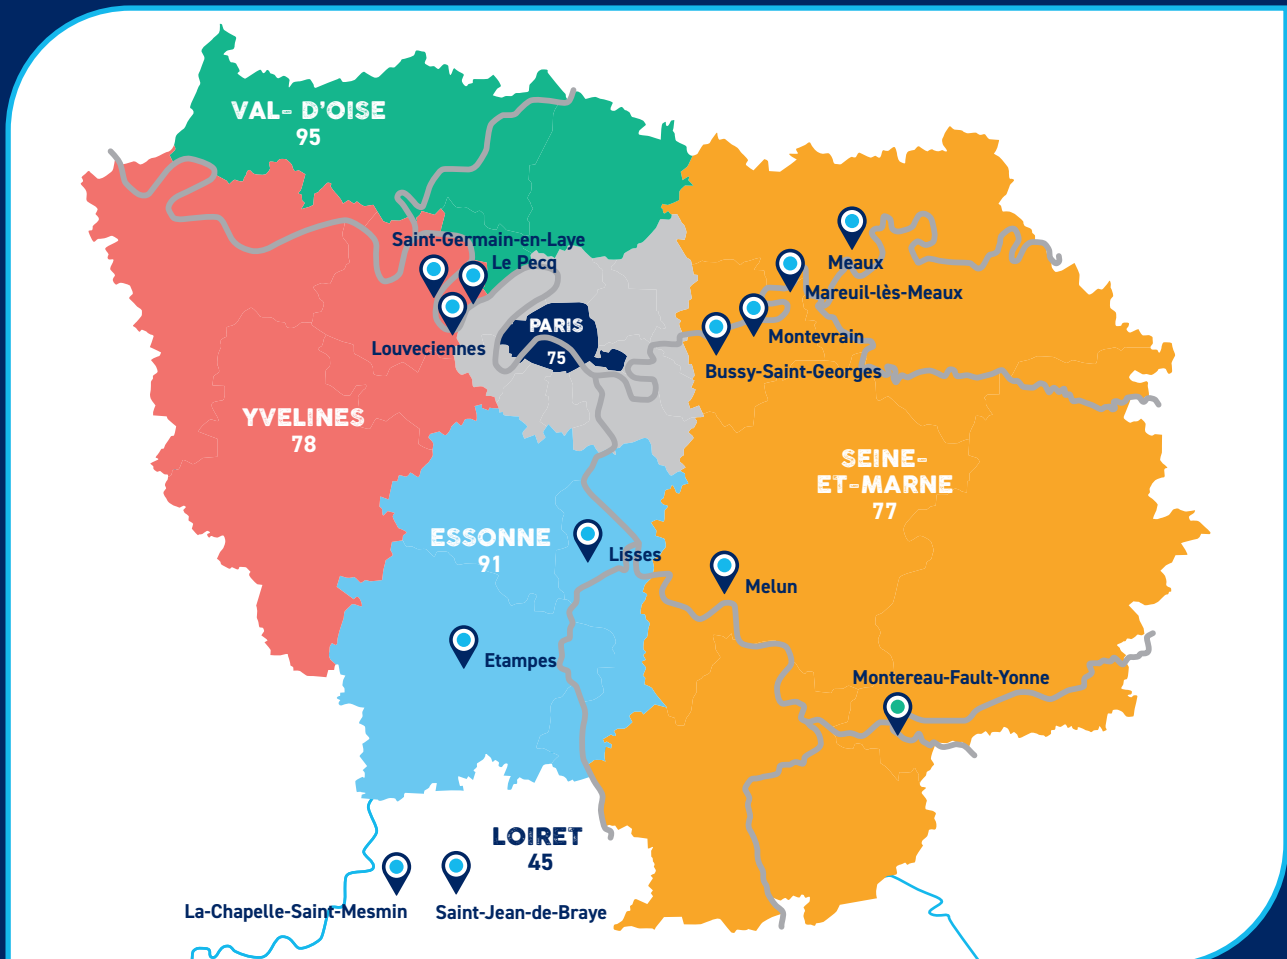 VAL- D'OISE
95
Saint-Germain-en-Laye
Le Pecq
Louveciennes
PARIS
75
Meaux
Mareuil-lès-Meaux
Montevrain
Bussy-Saint-Georges
YVELINES
78
SEINE-
ET-MARNE
77
ESSONNE
91
Lisses
Melun
Etampes
Montereau-Fault-Yonne
LOIRET
45
La-Chapelle-Saint-Mesmin
Saint-Jean-de-Braye